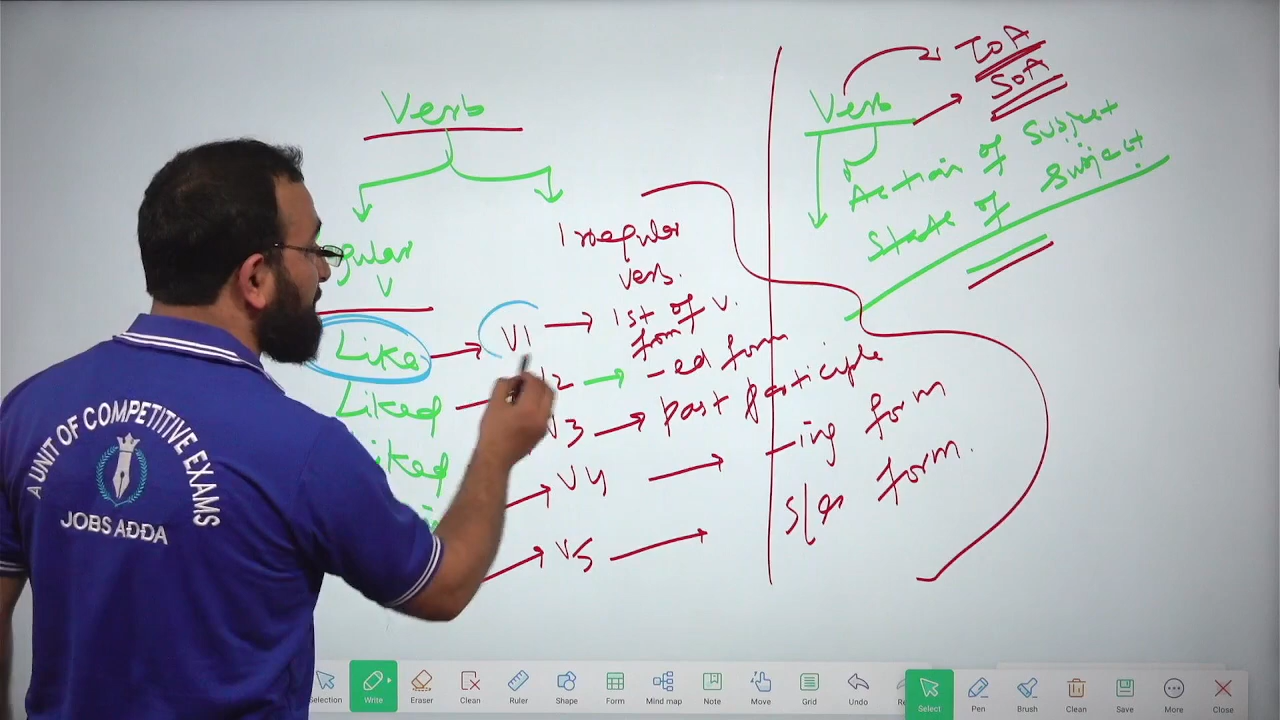 Verb
Irregular
verb.
Like
V1
1st of V.
form
Liked
-ed form
V3
Past participle
V4
-ing form
V5
s/es form.
Verb
ToA
SoA
Action of Subject
State of Subject
A UNIT OF COMPETITIVE EXAMS
JOBS ADDA
Write
Eraser
Clean
Ruler
Shape
Form
Mind map
Note
Move
Grid
Undo
Select
Pen
Brush
Clean
Save
More
Close